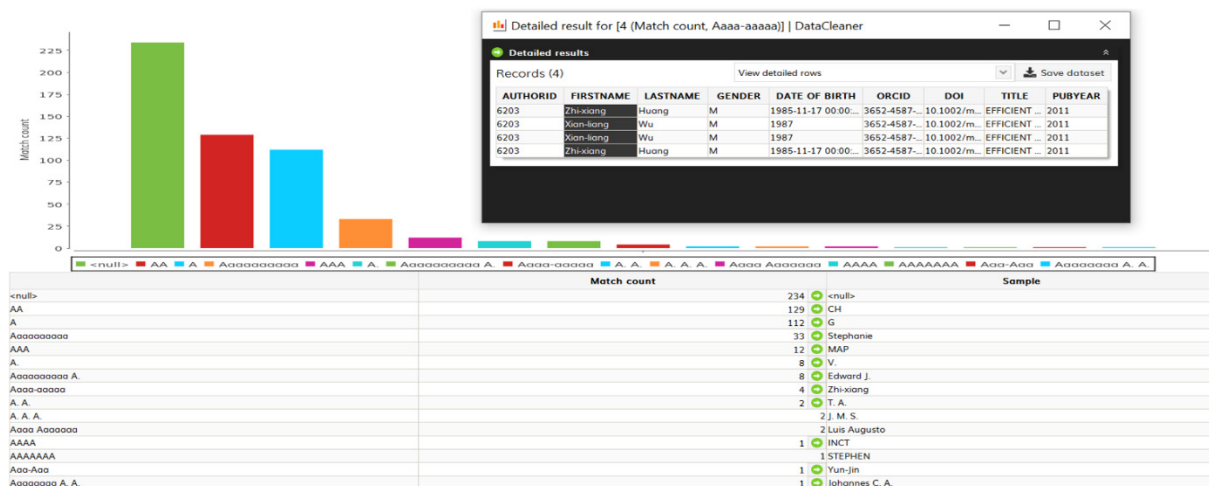 Detailed result for [4 (Match count, Aaaa-aaaaa)] | DataCleaner
Detailed results
Records (4)
View detailed rows
Save dataset
AUTHORID FIRSTNAME LASTNAME GENDER DATE OF BIRTH ORCID DOI TITLE PUBYEAR
6203 Zhi-xiang Huang M 1985-11-17 00:00:... 3652-4587-... 10.1002/m... EFFICIENT ... 2011
6203 Xian-liang Wu M 1987 3652-4587-... 10.1002/m... EFFICIENT ... 2011
6203 Xian-liang Wu M 1987 3652-4587-... 10.1002/m... EFFICIENT ... 2011
6203 Zhi-xiang Huang M 1985-11-17 00:00:... 3652-4587-... 10.1002/m... EFFICIENT ... 2011
Match count
225
200
175
150
125
100
75
50
25
0
<null> AA A Aaaaaaaaaa AAA A. Aaaaaaaaaa A. Aaaa-aaaaa A. A. A. A. A. Aaaa Aaaaaaa AAAA AAAAAAA Aaa-Aaa Aaaaaaaa A. A.
Match count Sample
<null> 234 <null>
AA 129 CH
A 112 G
Aaaaaaaaaa 33 Stephanie
AAA 12 MAP
A. 8 V.
Aaaaaaaaaa A. 8 Edward J.
Aaaa-aaaaa 4 Zhi-xiang
A. A. 2 T. A.
A. A. A. 2 J. M. S.
Aaaa Aaaaaaa 2 Luis Augusto
AAAA 1 INCT
AAAAAAA 1 STEPHEN
Aaa-Aaa 1 Yun-Jin
Aaaaaaaa A. A. 1 Johannes C. A.